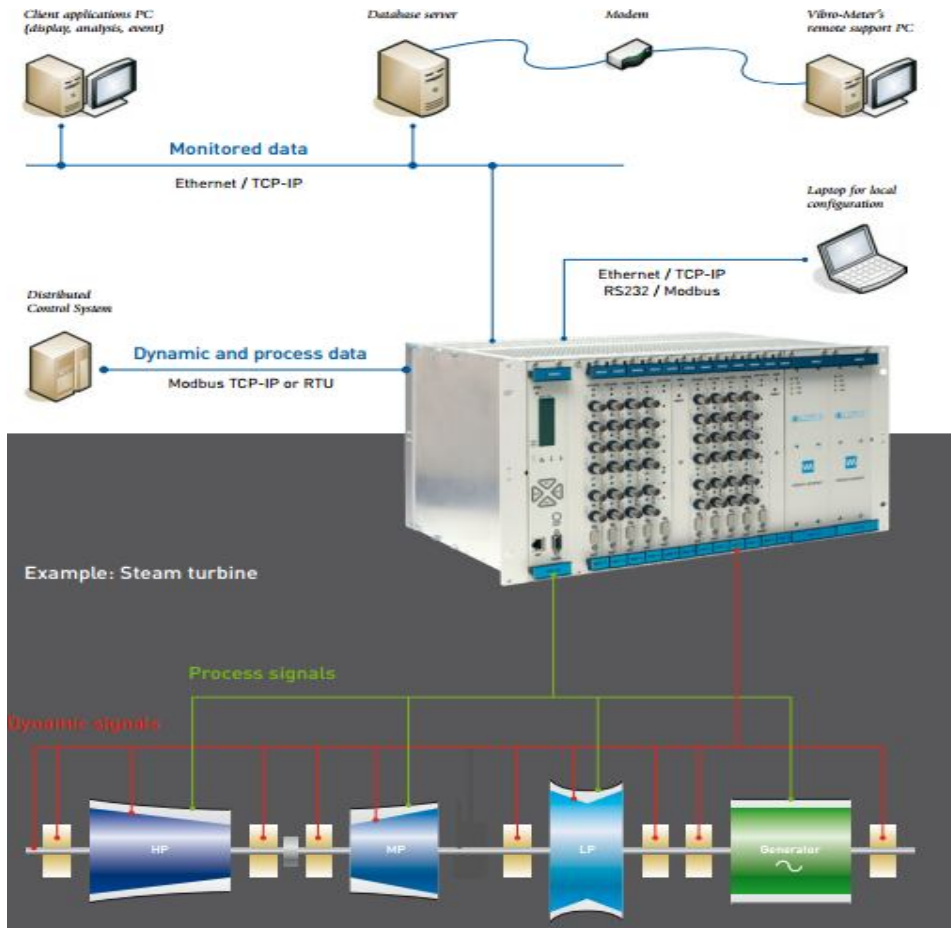 Client applications PC
(display, analysis, event)
Database server
Modem
Vibro-Meter's
remote support PC
Monitored data
Ethernet / TCP-IP
Laptop for local
configuration
Ethernet / TCP-IP
RS232 / Modbus
Distributed
Control System
Dynamic and process data
Modbus TCP-IP or RTU
Example: Steam turbine
Process signals
Dynamic signals
HP
MP
LP
Generator